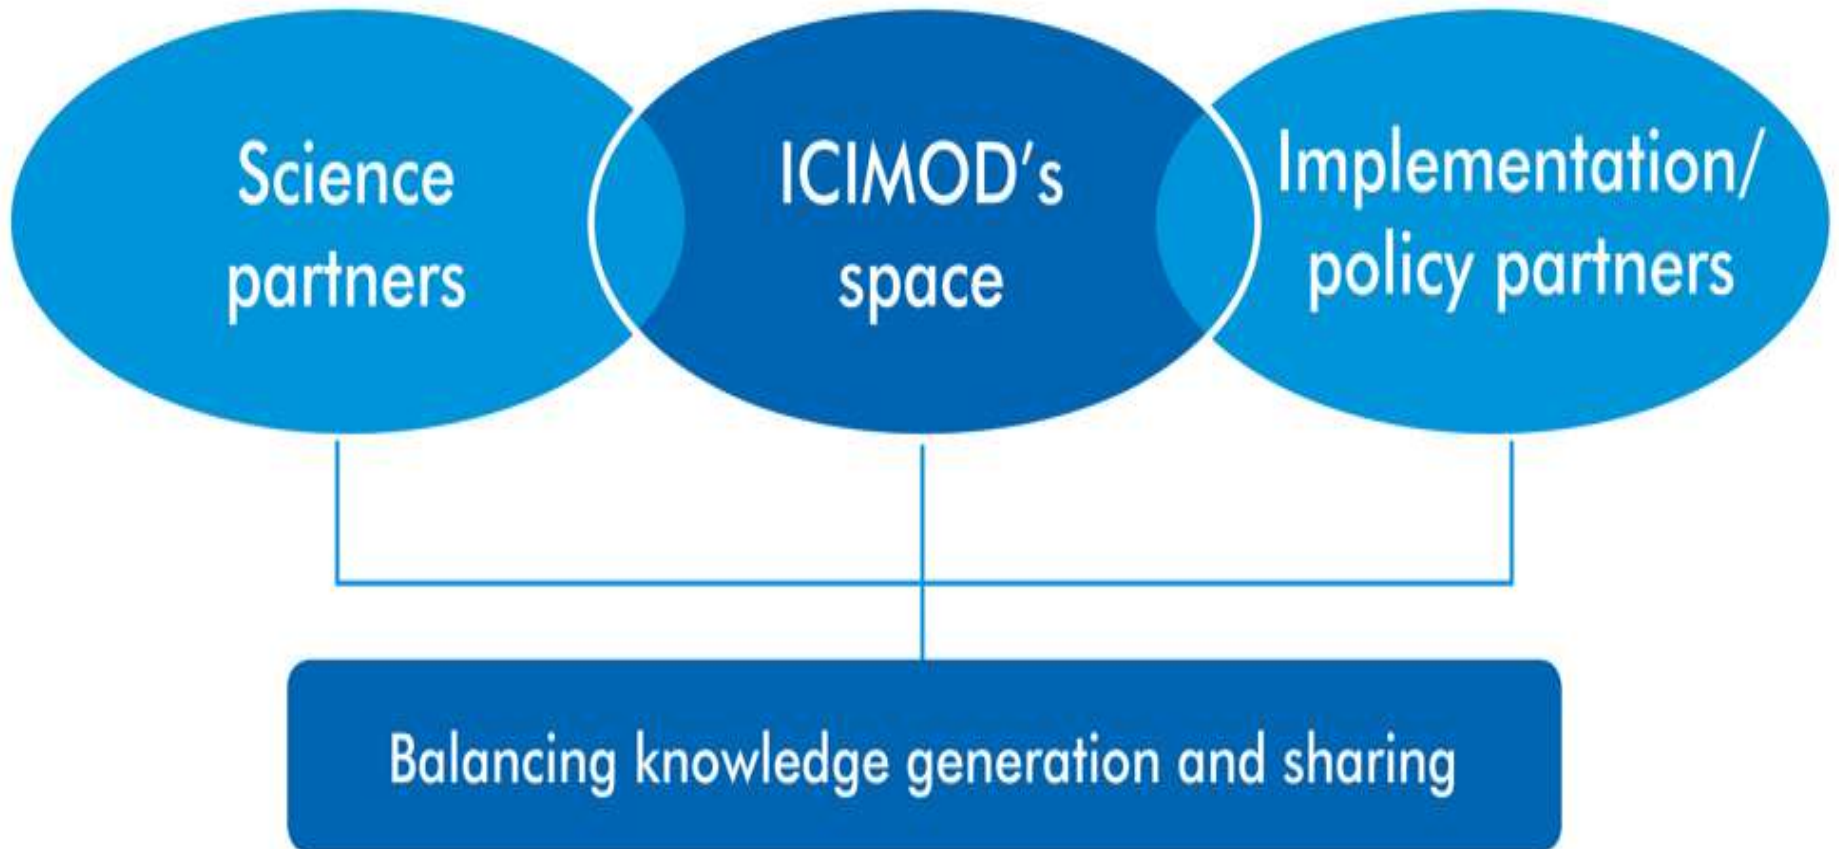 Science
partners
ICIMOD's
space
Implementation/
policy partners
Balancing knowledge generation and sharing